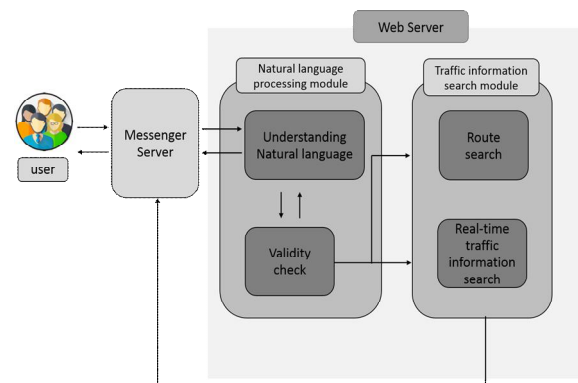 Web Server
Natural language
processing module
Traffic information
search module
Messenger
Server
Understanding
Natural language
Route
search
user
Validity
check
Real-time
traffic
information
search